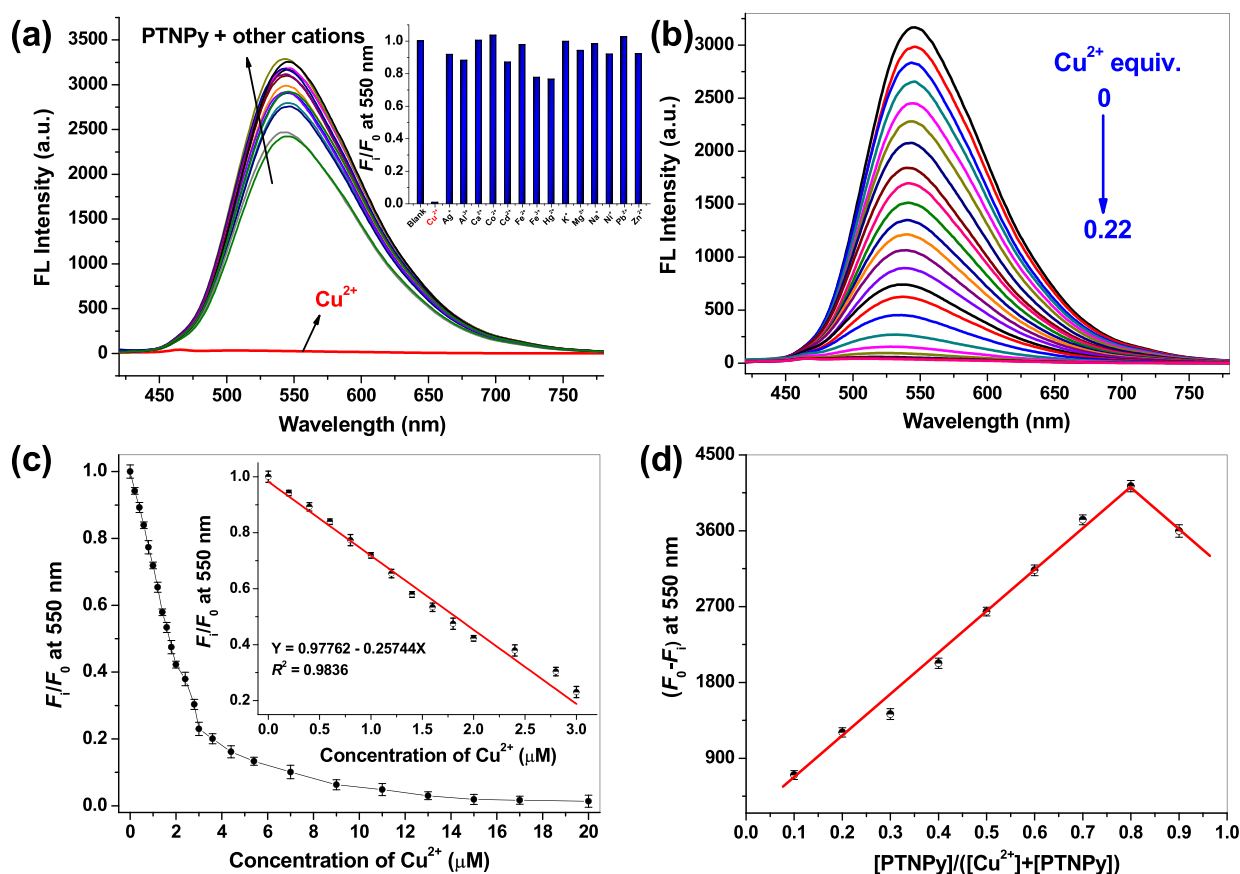 (a)
PTNPy + other cations
Cu²⁺
FL Intensity (a.u.)
3500
3000
2500
2000
1500
1000
500
0
450 500 550 600 650 700 750
Wavelength (nm)
Fᵢ/F₀ at 550 nm
1.0
0.8
0.6
0.4
0.2
0.0
Blank Cu²⁺ Ag⁺ Al³⁺ Ca²⁺ Co²⁺ Cd²⁺ Fe²⁺ Fe³⁺ Hg²⁺ K⁺ Mg²⁺ Na⁺ Pb²⁺ Zn²⁺
(b)
Cu²⁺ equiv.
0
0.22
FL Intensity (a.u.)
3000
2500
2000
1500
1000
500
0
450 500 550 600 650 700 750
Wavelength (nm)
(c)
Fᵢ/F₀ at 550 nm
1.0
0.8
0.6
0.4
0.2
0.0
0 2 4 6 8 10 12 14 16 18 20
Concentration of Cu²⁺ (μM)
Fᵢ/F₀ at 550 nm
1.0
0.8
0.6
0.4
0.2
Y = 0.97762 - 0.25744X
R² = 0.9836
0.0 0.5 1.0 1.5 2.0 2.5 3.0
Concentration of Cu²⁺ (μM)
(d)
(F₀-Fᵢ) at 550 nm
4500
3600
2700
1800
900
0.0 0.1 0.2 0.3 0.4 0.5 0.6 0.7 0.8 0.9 1.0
[PTNPy]/([Cu²⁺]+[PTNPy])